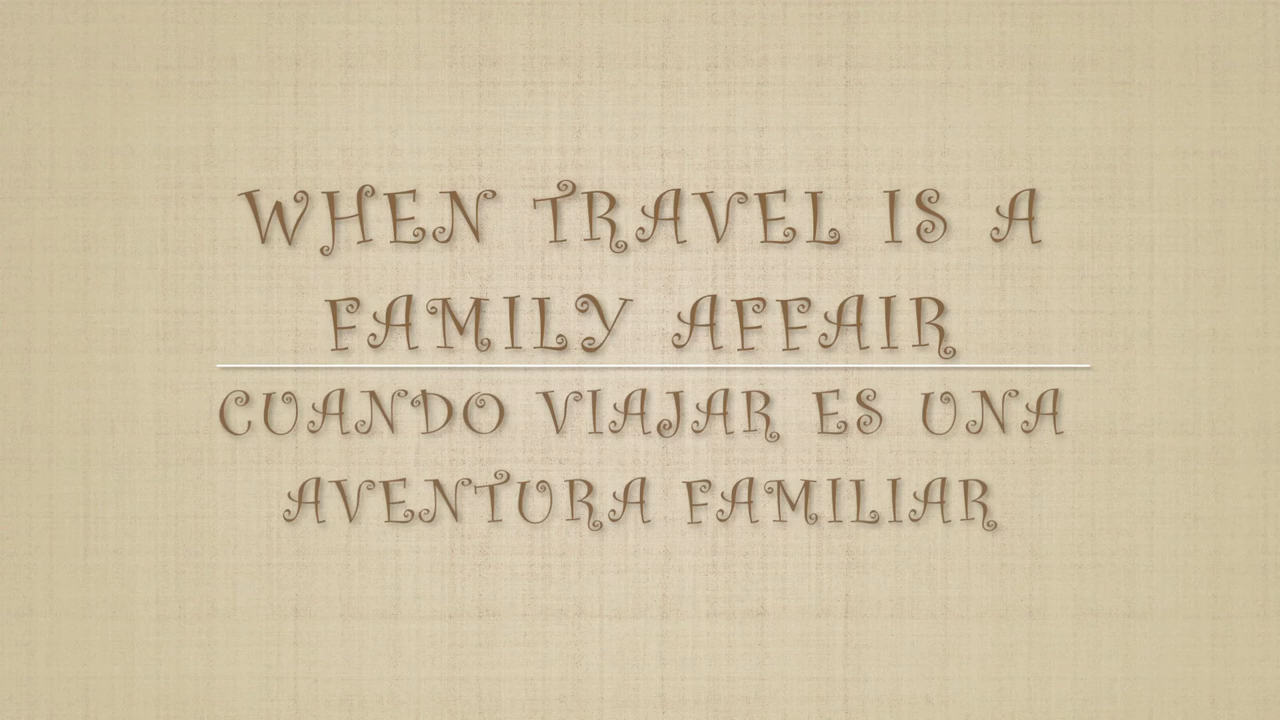 WHEN TRAVEL IS A
FAMILY AFFAIR
CUANDO VIAJAR ES UNA
AVENTURA FAMILIAR